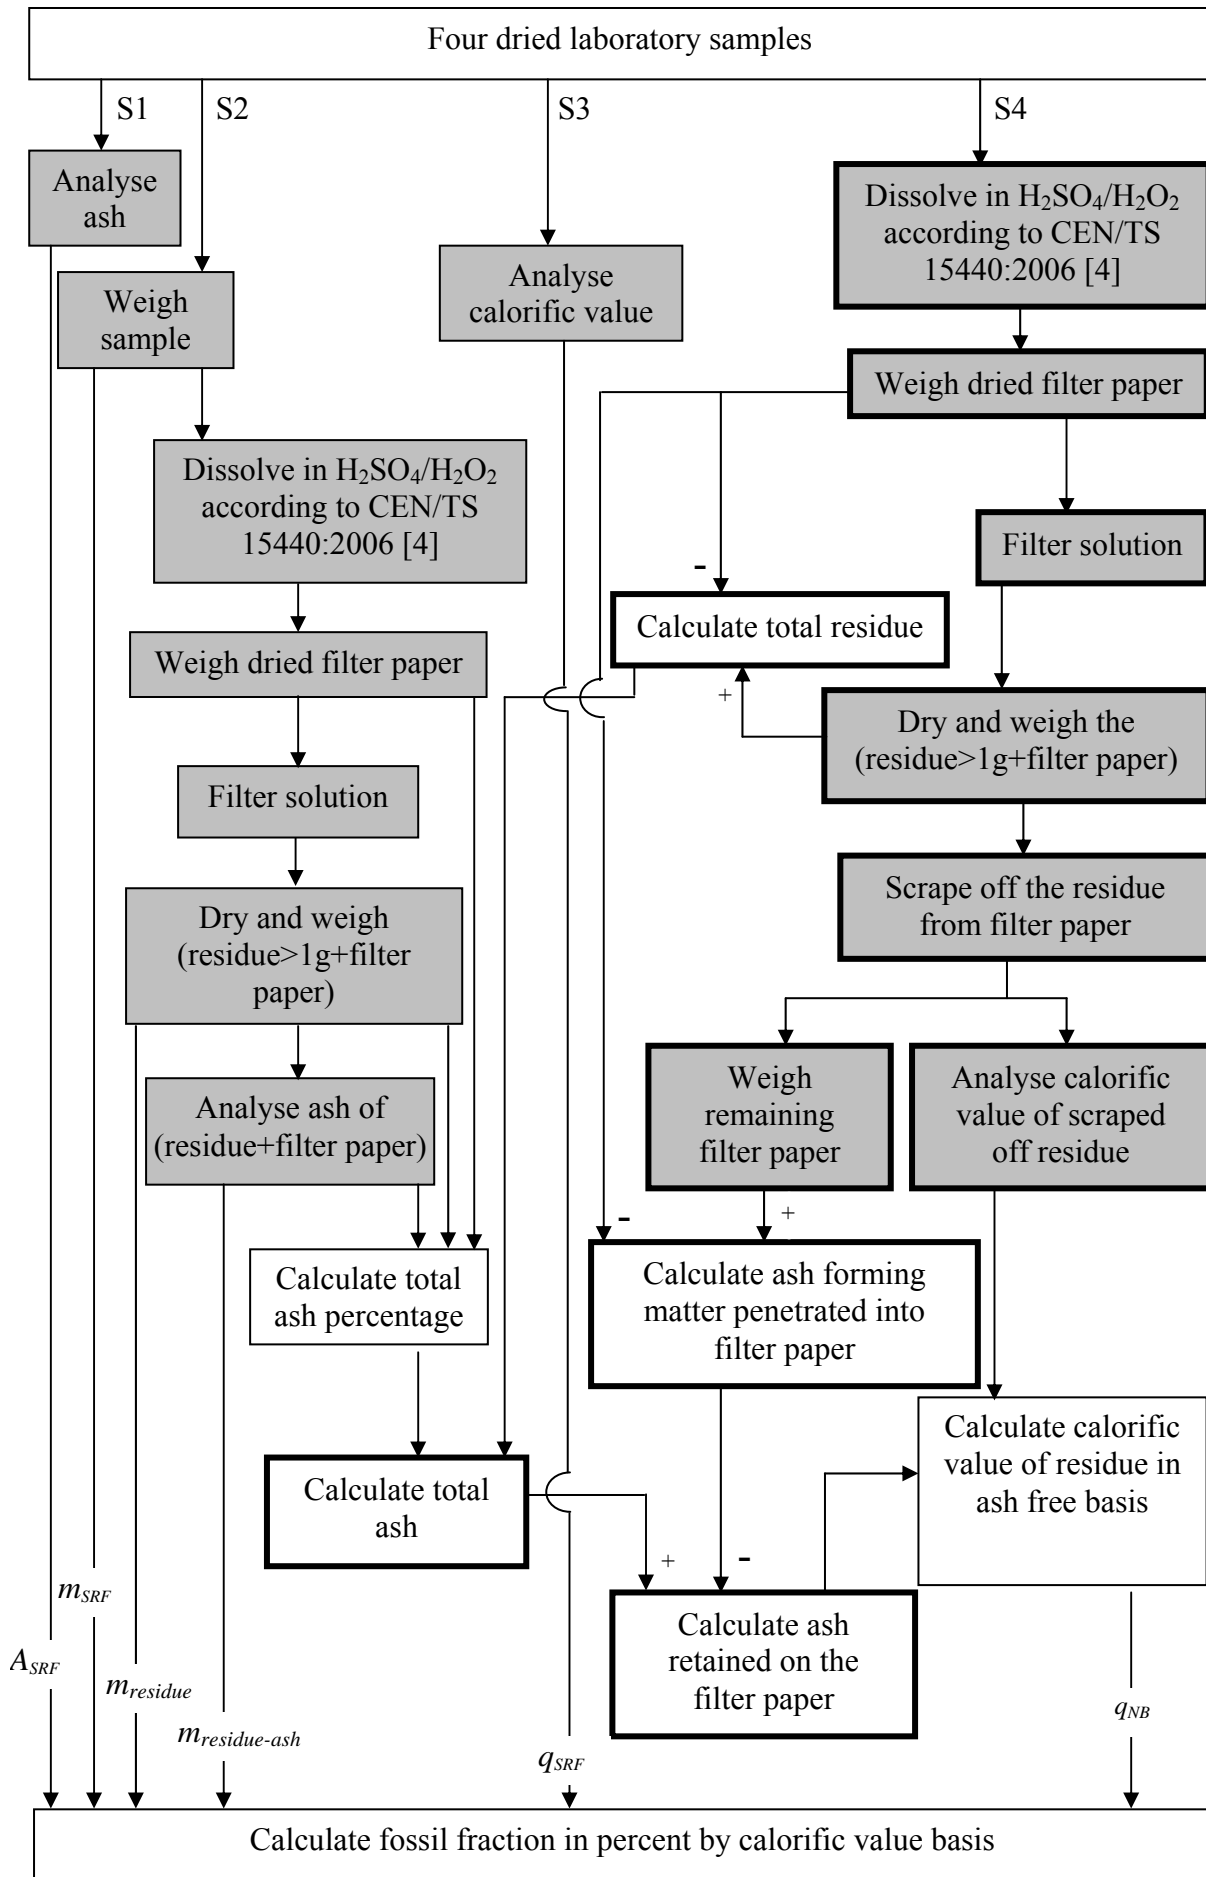 Four dried laboratory samples
S1
S2
S3
S4
Analyse
ash
Weigh
sample
Analyse
calorific value
Dissolve in H₂SO₄/H₂O₂
according to CEN/TS
15440:2006 [4]
Weigh dried filter paper
Filter solution
Dissolve in H₂SO₄/H₂O₂
according to CEN/TS
15440:2006 [4]
-
Calculate total residue
+
Weigh dried filter paper
Dry and weigh the
(residue>1g+filter paper)
Filter solution
Scrape off the residue
from filter paper
Dry and weigh
(residue>1g+filter
paper)
Weigh
remaining
filter paper
Analyse calorific
value of scraped
off residue
Analyse ash of
(residue+filter paper)
-
+
Calculate total
ash percentage
Calculate ash forming
matter penetrated into
filter paper
Calculate calorific
value of residue in
ash free basis
Calculate total
ash
+
-
Calculate ash
retained on the
filter paper
m_SRF
A_SRF
m_residue
m_residue-ash
q_SRF
q_NB
Calculate fossil fraction in percent by calorific value basis